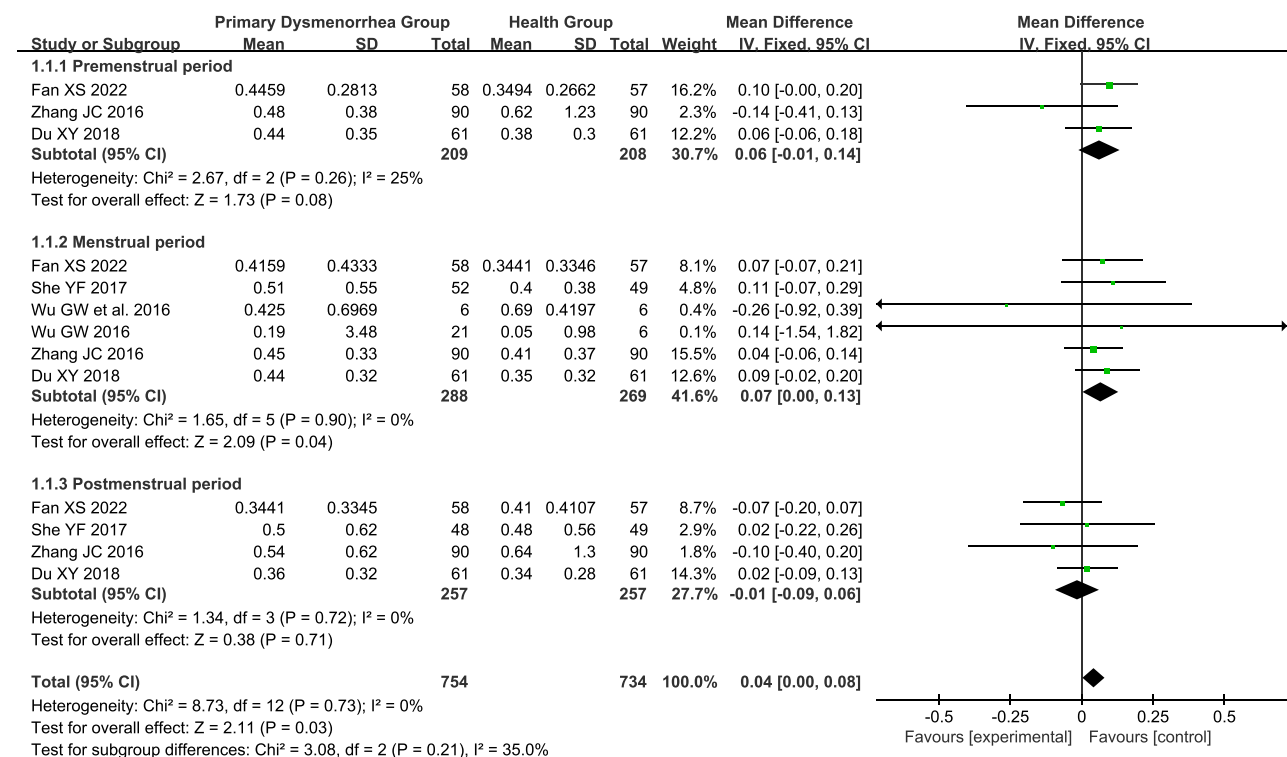 Primary Dysmenorrhea Group Health Group Mean Difference Mean Difference
Study or Subgroup Mean SD Total Mean SD Total Weight IV, Fixed, 95% CI IV, Fixed, 95% CI
1.1.1 Premenstrual period
Fan XS 2022 0.4459 0.2813 58 0.3494 0.2662 57 16.2% 0.10 [-0.00, 0.20]
Zhang JC 2016 0.48 0.38 90 0.62 1.23 90 2.3% -0.14 [-0.41, 0.13]
Du XY 2018 0.44 0.35 61 0.38 0.3 61 12.2% 0.06 [-0.06, 0.18]
Subtotal (95% CI) 209 208 30.7% 0.06 [-0.01, 0.14]
Heterogeneity: Chi² = 2.67, df = 2 (P = 0.26); I² = 25%
Test for overall effect: Z = 1.73 (P = 0.08)
1.1.2 Menstrual period
Fan XS 2022 0.4159 0.4333 58 0.3441 0.3346 57 8.1% 0.07 [-0.07, 0.21]
She YF 2017 0.51 0.55 52 0.4 0.38 49 4.8% 0.11 [-0.07, 0.29]
Wu GW et al. 2016 0.425 0.6969 6 0.69 0.4197 6 0.4% -0.26 [-0.92, 0.39]
Wu GW 2016 0.19 3.48 21 0.05 0.98 6 0.1% 0.14 [-1.54, 1.82]
Zhang JC 2016 0.45 0.33 90 0.41 0.37 90 15.5% 0.04 [-0.06, 0.14]
Du XY 2018 0.44 0.32 61 0.35 0.32 61 12.6% 0.09 [-0.02, 0.20]
Subtotal (95% CI) 288 269 41.6% 0.07 [0.00, 0.13]
Heterogeneity: Chi² = 1.65, df = 5 (P = 0.90); I² = 0%
Test for overall effect: Z = 2.09 (P = 0.04)
1.1.3 Postmenstrual period
Fan XS 2022 0.3441 0.3345 58 0.41 0.4107 57 8.7% -0.07 [-0.20, 0.07]
She YF 2017 0.5 0.62 48 0.48 0.56 49 2.9% 0.02 [-0.22, 0.26]
Zhang JC 2016 0.54 0.62 90 0.64 1.3 90 1.8% -0.10 [-0.40, 0.20]
Du XY 2018 0.36 0.32 61 0.34 0.28 61 14.3% 0.02 [-0.09, 0.13]
Subtotal (95% CI) 257 257 27.7% -0.01 [-0.09, 0.06]
Heterogeneity: Chi² = 1.34, df = 3 (P = 0.72); I² = 0%
Test for overall effect: Z = 0.38 (P = 0.71)
Total (95% CI) 754 734 100.0% 0.04 [0.00, 0.08]
Heterogeneity: Chi² = 8.73, df = 12 (P = 0.73); I² = 0%
Test for overall effect: Z = 2.11 (P = 0.03)
Test for subgroup differences: Chi² = 3.08, df = 2 (P = 0.21), I² = 35.0%
-0.5 -0.25 0 0.25 0.5
Favours [experimental] Favours [control]